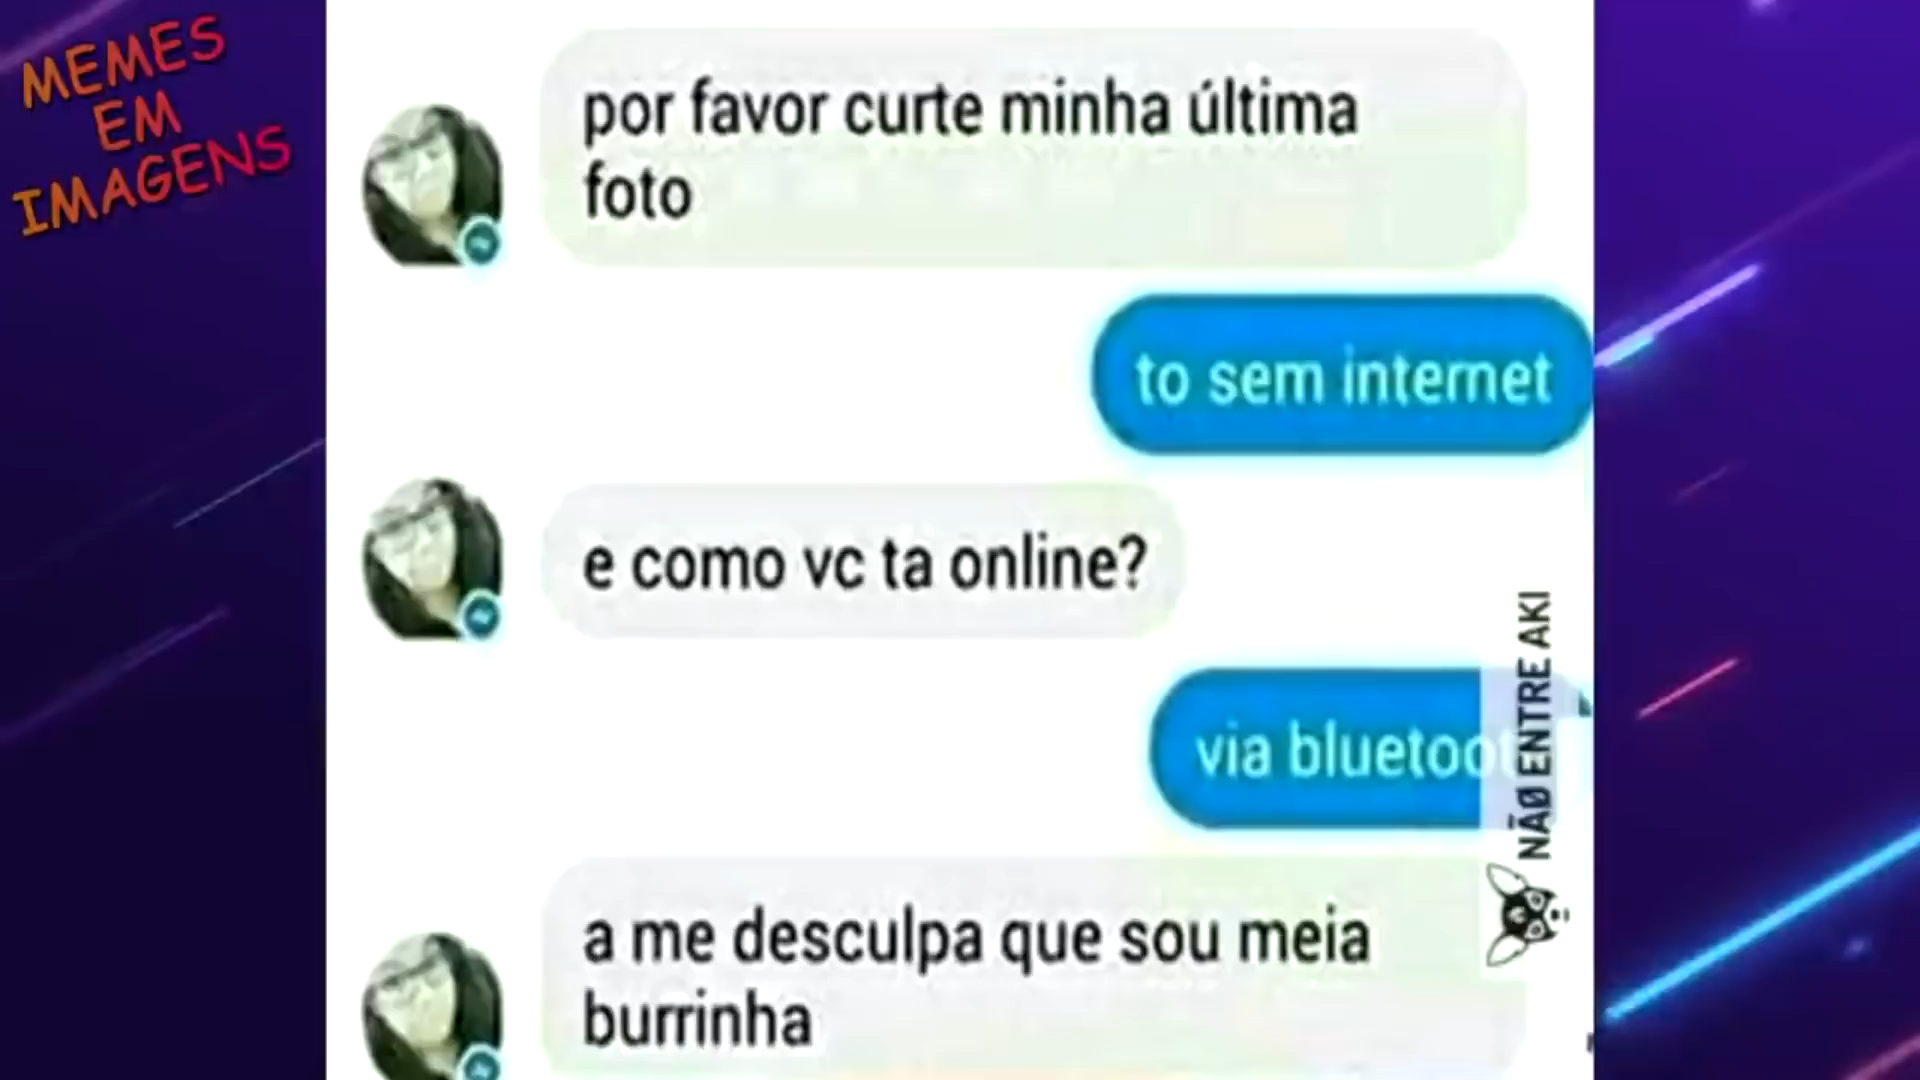 MEMES
EM
IMAGENS
por favor curte minha última
foto
to sem internet
e como vc ta online?
via bluetoot
NÃO ENTRE AKI
a me desculpa que sou meia
burrinha